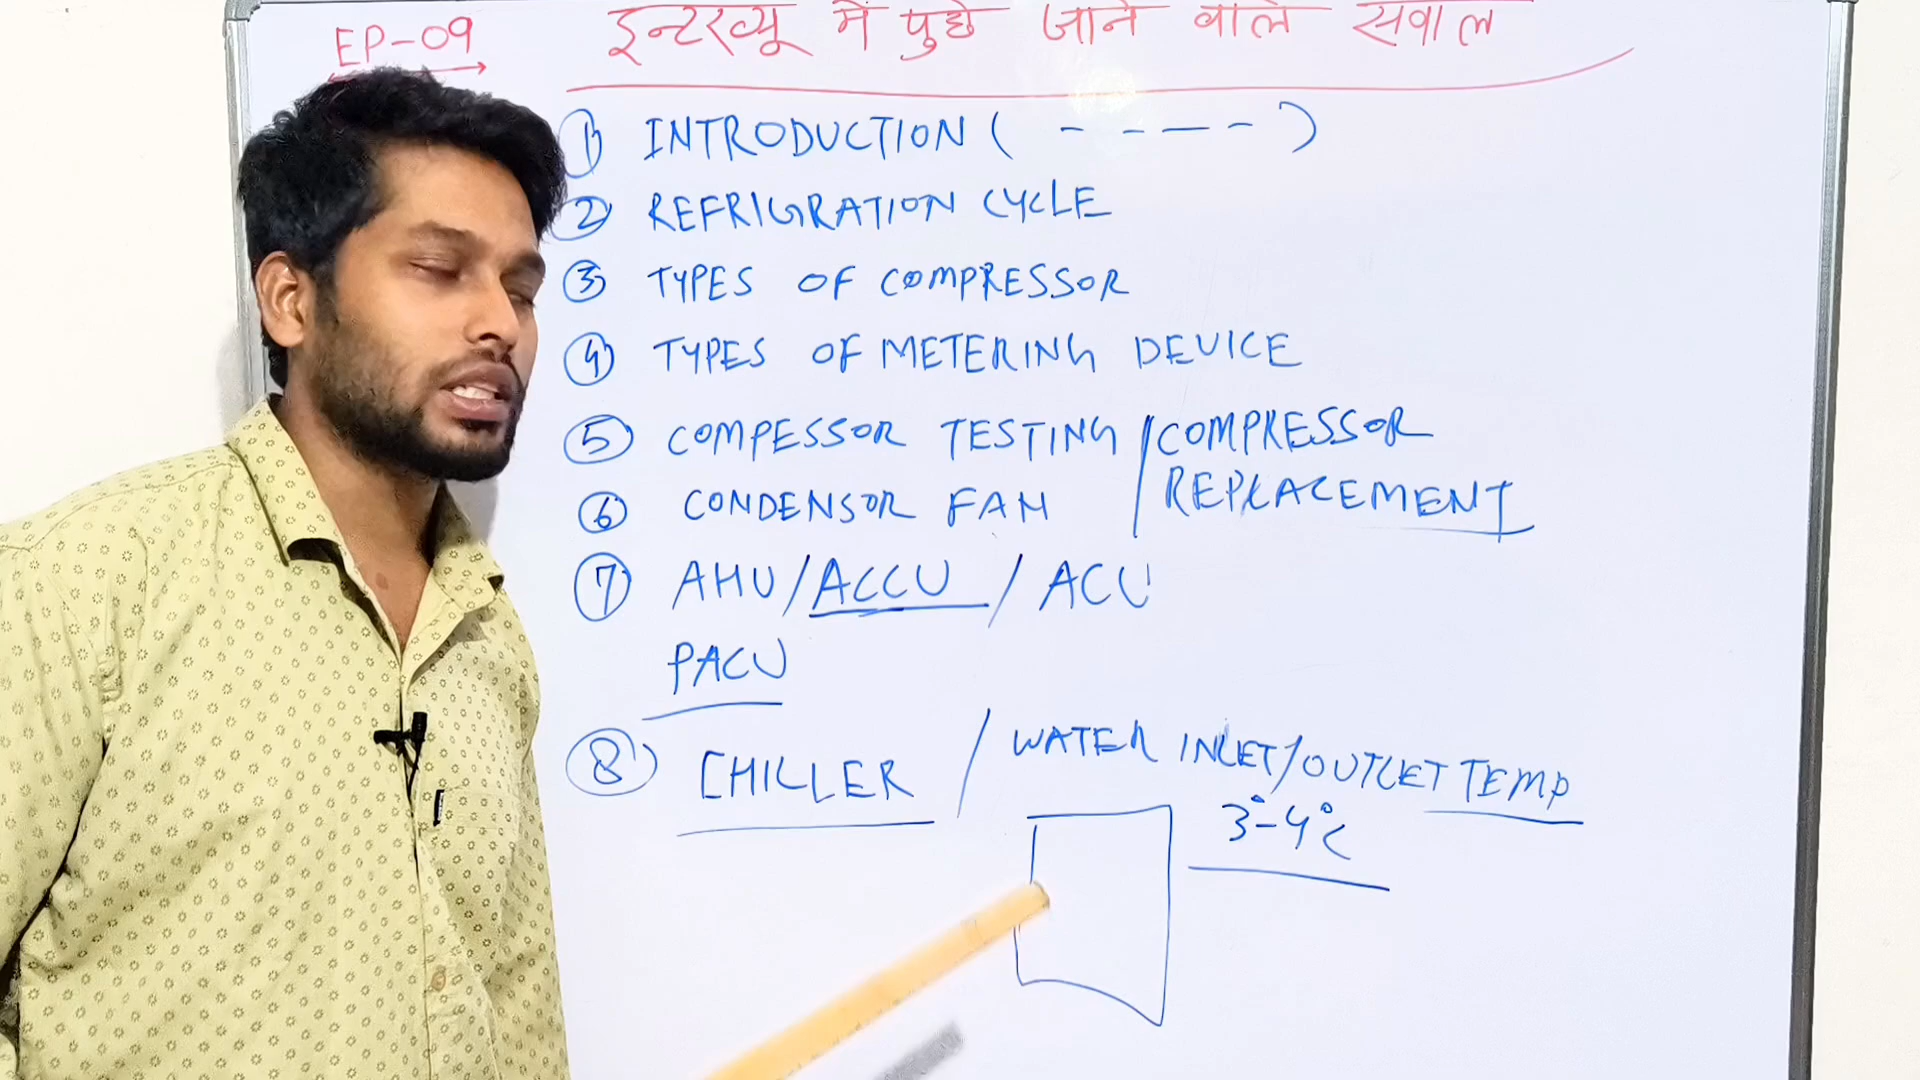 EP-09
इन्टरव्यू में पुछे जाने वाले सवाल
① INTRODUCTION ( - - - - )
② REFRIGRATION CYCLE
③ TYPES OF COMPRESSOR
④ TYPES OF METERING DEVICE
⑤ COMPESSOR TESTING / COMPRESSOR REPLACEMENT
⑥ CONDENSOR FAN
⑦ AHU / ACCU / ACU
PACU
⑧ CHILLER / WATER INLET/OUTLET TEMP
3°-4°C